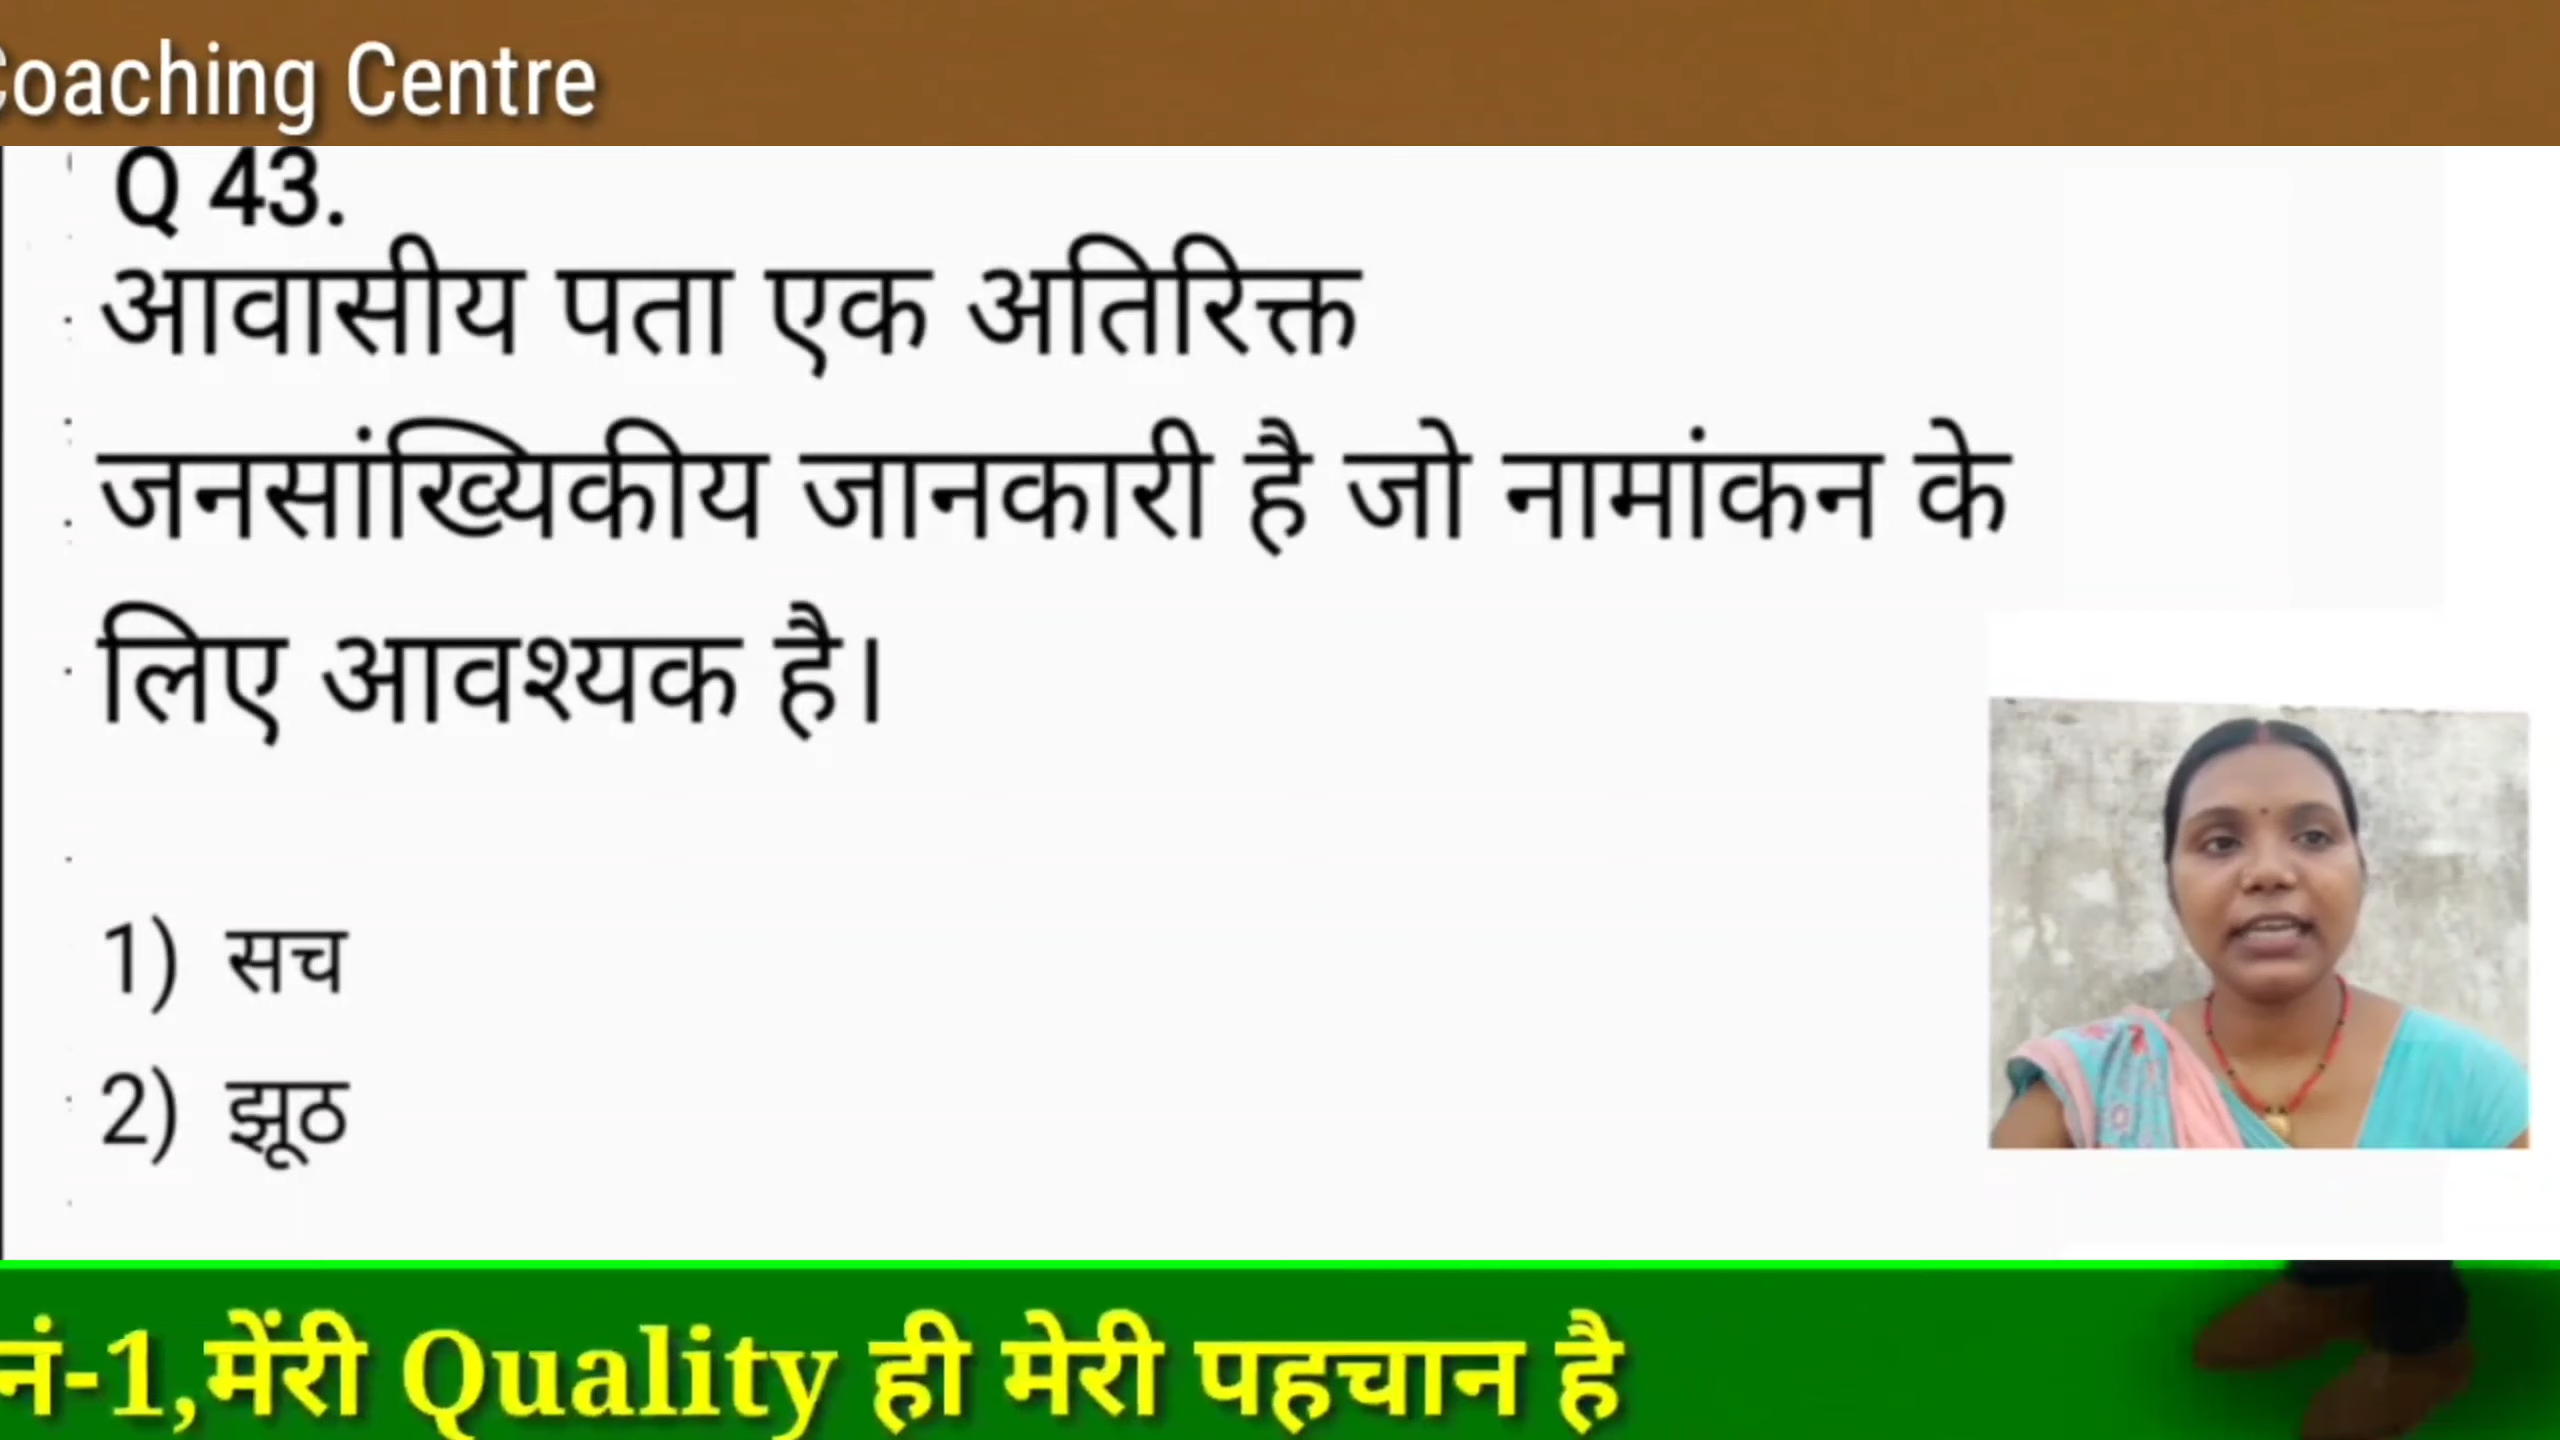 Coaching Centre
Q 43.
आवासीय पता एक अतिरिक्त
जनसांख्यिकीय जानकारी है जो नामांकन के
लिए आवश्यक है।
1) सच
2) झूठ
नं-1,मेंरी Quality ही मेरी पहचान है